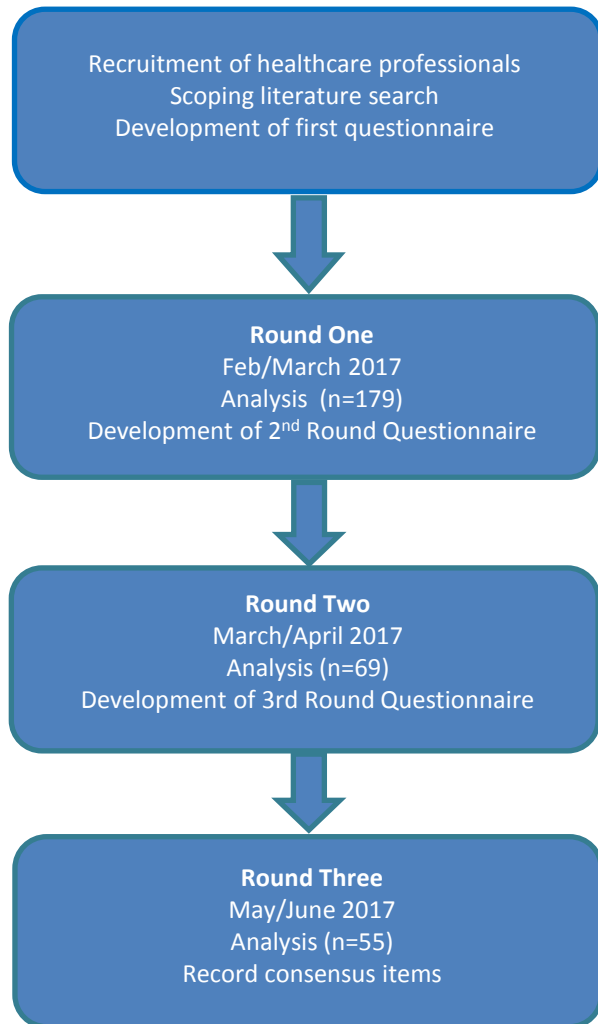 Recruitment of healthcare professionals
Scoping literature search
Development of first questionnaire
Round One
Feb/March 2017
Analysis  (n=179)
Development of 2nd Round Questionnaire
Round Two
March/April 2017
Analysis (n=69)
Development of 3rd Round Questionnaire
Round Three
May/June 2017
Analysis (n=55)
Record consensus items